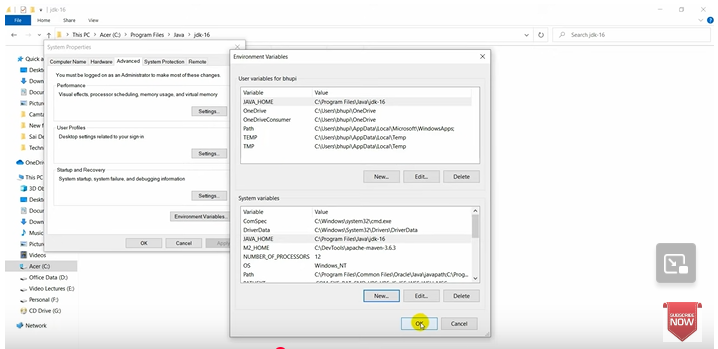 jdk-16
File Home Share View
This PC > Acer (C:) > Program Files > Java > jdk-16
Search jdk-16
Quick a
Deskt
Down
Docu
Pictur
Camta
New f
Sai De
Techni
OneDriv
This PC
3D Ob
Deskto
Docum
Down
Music
Pictur
Videos
Acer (C:)
Office Data (D:)
Video Lectures (E:)
Personal (F:)
CD Drive (G:)
Network
System Properties
Computer Name Hardware Advanced System Protection Remote
You must be logged on as an Administrator to make most of these changes.
Performance
Visual effects, processor scheduling, memory usage, and virtual memory.
Settings...
User Profiles
Desktop settings related to your sign-in
Settings...
Startup and Recovery
System startup, system failure, and debugging information
Settings...
Environment Variables...
OK Cancel Apply
Environment Variables
User variables for bhupi
Variable Value
JAVA_HOME C:\Program Files\Java\jdk-16
OneDrive C:\Users\bhupi\OneDrive
OneDriveConsumer C:\Users\bhupi\OneDrive
Path C:\Users\bhupi\AppData\Local\Microsoft\WindowsApps;
TEMP C:\Users\bhupi\AppData\Local\Temp
TMP C:\Users\bhupi\AppData\Local\Temp
New... Edit... Delete
System variables
Variable Value
ComSpec C:\Windows\system32\cmd.exe
DriverData C:\Windows\System32\Drivers\DriverData
JAVA_HOME C:\Program Files\Java\jdk-16
M2_HOME C:\DevTools\apache-maven-3.6.3
NUMBER_OF_PROCESSORS 12
OS Windows_NT
Path C:\Program Files\Common Files\Oracle\Java\javapath;C:\Prog...
New... Edit... Delete
OK Cancel
SUBSCRIBE
NOW